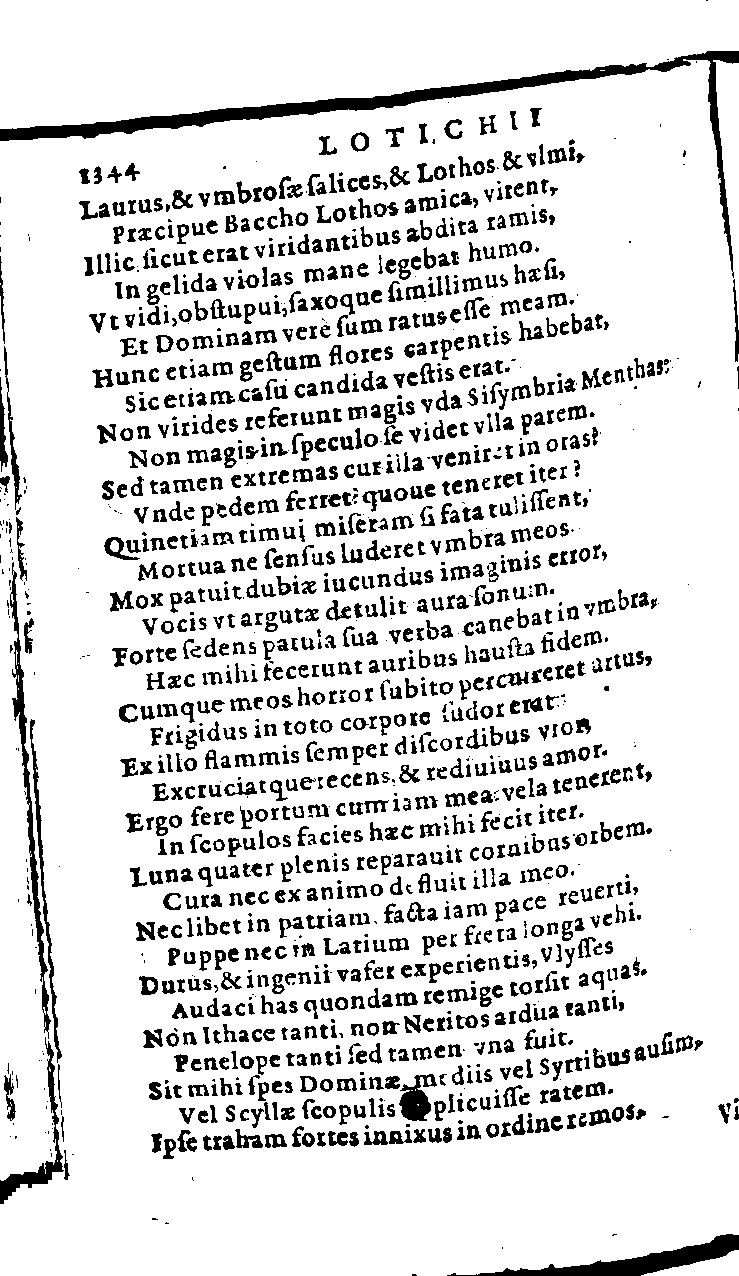 1344 LOTICHII
Laurus,& vmbrosæ ſalices,& Lothos & vlmi,
Præcipue Baccho Lothos amica, virent,
Illic ſicut erat viridantibus abdita ramis,
In gelida violas mane legebat humo.
Vt vidi,obſtupui,ſaxoque ſimillimus hæſi,
Et Dominam verè ſum ratus eſſe meam.
Hunc etiam geſtum flores carpentis habebat,
Sic etiam caſu candida veſtis erat.
Non virides referunt magis vda Siſymbria Menthas:
Non magis in ſpeculo ſe videt vlla parem.
Sed tamen extremas cur illa veniret in oras?
Vnde pedem ferret? quoue teneret iter?
Quinetiam timui miſeram ſi fata tuliſſent,
Mortua ne ſenſus luderet vmbra meos.
Mox patuit dubiæ iucundus imaginis error,
Vocis vt argutæ detulit aura ſonum.
Forte ſedens patula ſua verba canebat in vmbra,
Hæc mihi fecerunt auribus hauſta fidem.
Cumque meos horror ſubito percurreret artus,
Frigidus in toto corpore ſudor erat:
Ex illo flammis ſemper diſcordibus vror,
Excruciatque recens,& rediuiuus amor.
Ergo fere portum cum iam mea vela tenerent,
In ſcopulos facies hæc mihi fecit iter.
Luna quater plenis reparauit cornibus orbem.
Cura nec ex animo defluit illa meo.
Nec libet in patriam, facta iam pace reuerti,
Puppe nec in Latium per freta longa vehi.
Durus,& ingenii vafer experientis,Vlyſſes
Audaci has quondam remige torſit aquas.
Non Ithace tanti, non Neritos ardua tanti,
Penelope tanti ſed tamen vna fuit.
Sit mihi ſpes Dominæ, mediis vel Syrtibus auſim,
Vel Scyllæ ſcopulis plicuiſſe ratem.
Ipſe traham fortes innixus in ordine remos,
Vi